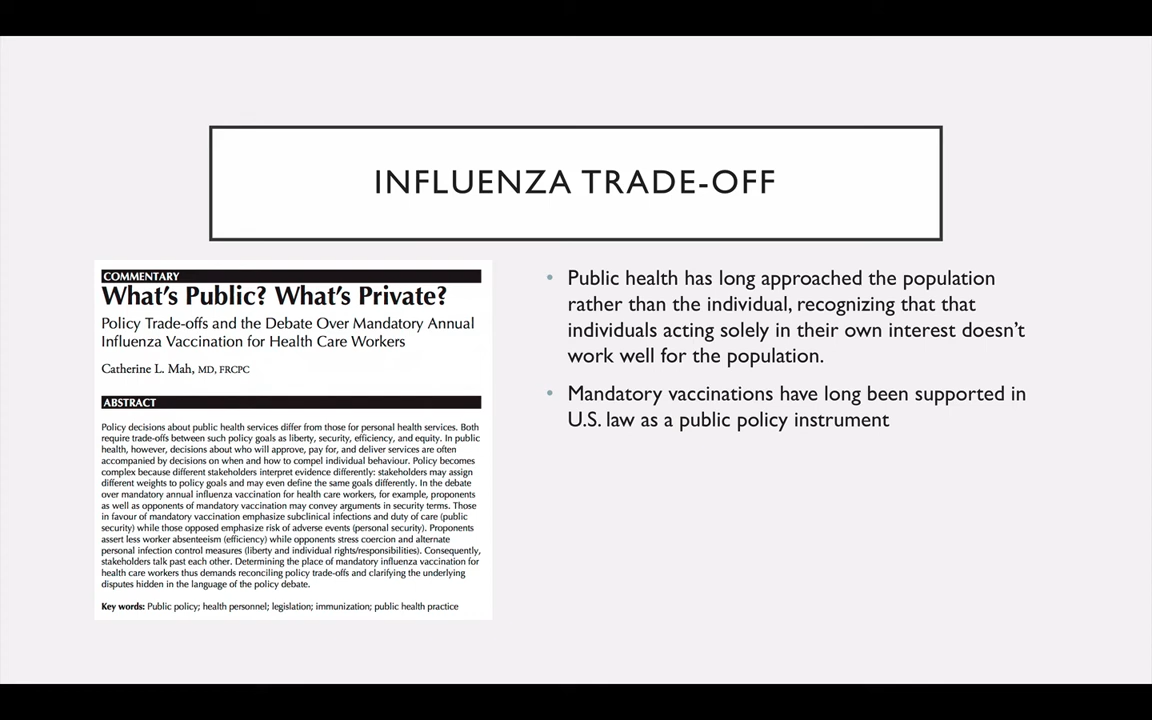 INFLUENZA TRADE-OFF
COMMENTARY
What's Public? What's Private?
Policy Trade-offs and the Debate Over Mandatory Annual
Influenza Vaccination for Health Care Workers
Catherine L. Mah, MD, FRCPC
ABSTRACT
Policy decisions about public health services differ from those for personal health services. Both
require trade-offs between such policy goals as liberty, security, efficiency, and equity. In public
health, however, decisions about who will approve, pay for, and deliver services are often
accompanied by decisions on when and how to compel individual behaviour. Policy becomes
complex because different stakeholders interpret evidence differently: stakeholders may assign
different weights to policy goals and may even define the same goals differently. In the debate
over mandatory annual influenza vaccination for health care workers, for example, proponents
as well as opponents of mandatory vaccination may convey arguments in security terms. Those
in favour of mandatory vaccination emphasize subclinical infections and duty of care (public
security) while those opposed emphasize risk of adverse events (personal security). Proponents
assert less worker absenteeism (efficiency) while opponents stress coercion and alternate
personal infection control measures (liberty and individual rights/responsibilities). Consequently,
stakeholders talk past each other. Determining the place of mandatory influenza vaccination for
health care workers thus demands reconciling policy trade-offs and clarifying the underlying
disputes hidden in the language of the policy debate.
Key words: Public policy; health personnel; legislation; immunization; public health practice
• Public health has long approached the population
rather than the individual, recognizing that that
individuals acting solely in their own interest doesn't
work well for the population.
• Mandatory vaccinations have long been supported in
U.S. law as a public policy instrument